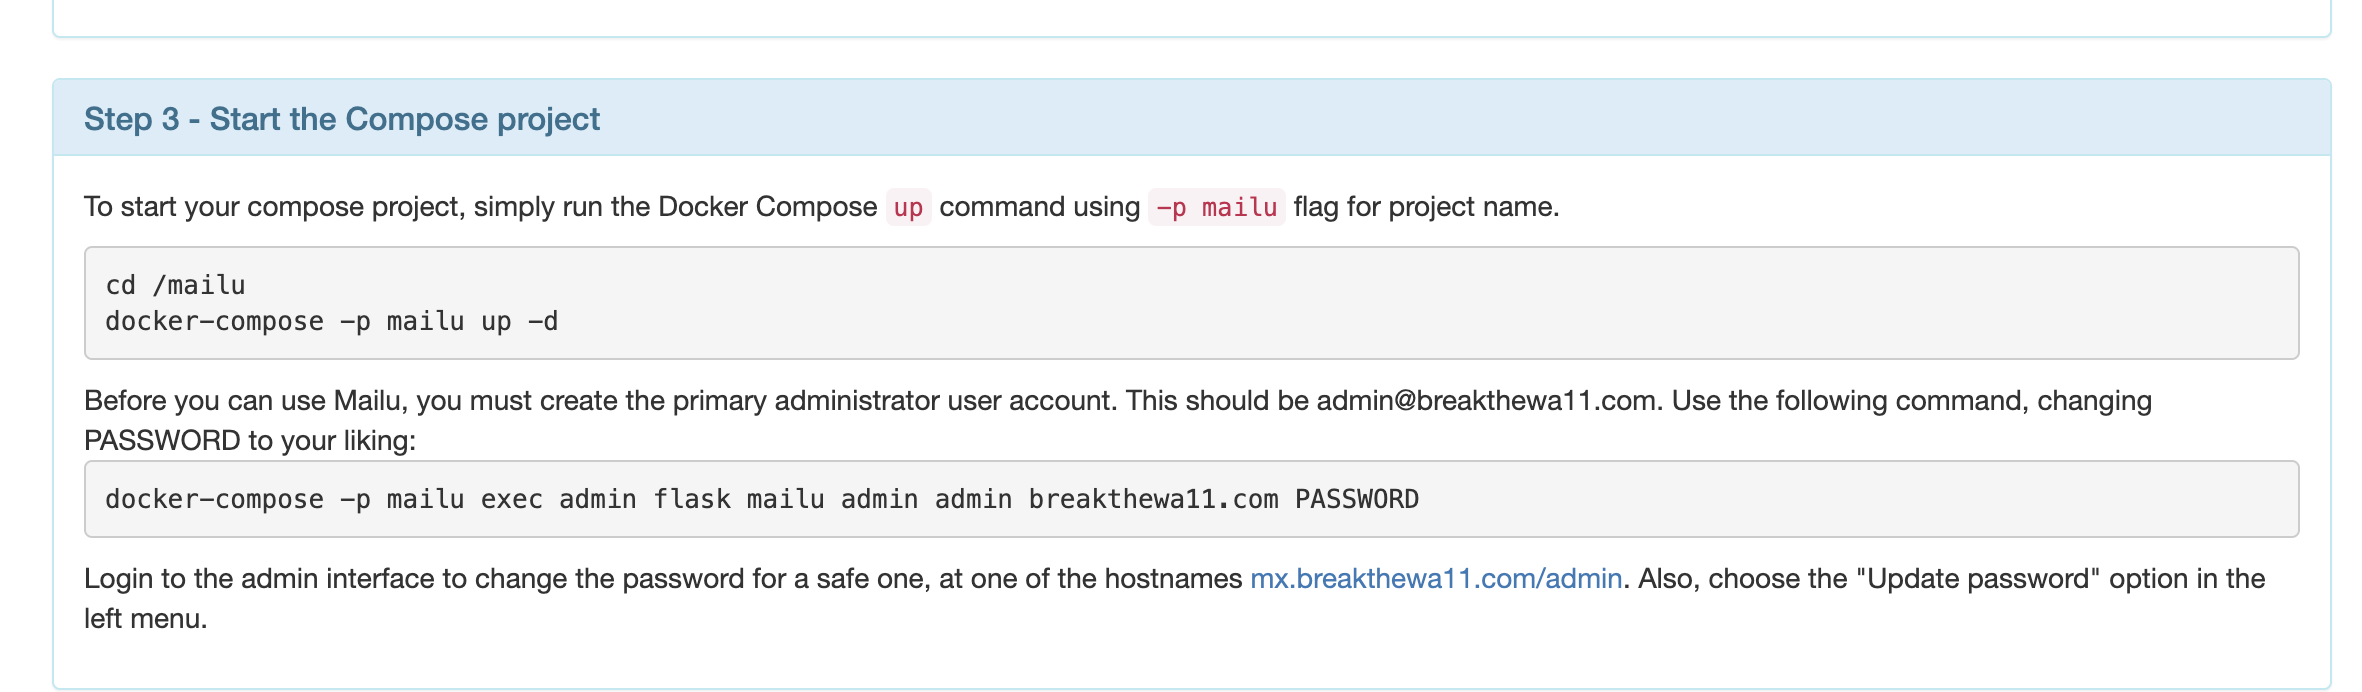 Step 3 - Start the Compose project
To start your compose project, simply run the Docker Compose up command using -p mailu flag for project name.
cd /mailu
docker-compose -p mailu up -d
Before you can use Mailu, you must create the primary administrator user account. This should be admin@breakthewa11.com. Use the following command, changing
PASSWORD to your liking:
docker-compose -p mailu exec admin flask mailu admin admin breakthewa11.com PASSWORD
Login to the admin interface to change the password for a safe one, at one of the hostnames mx.breakthewa11.com/admin. Also, choose the "Update password" option in the
left menu.